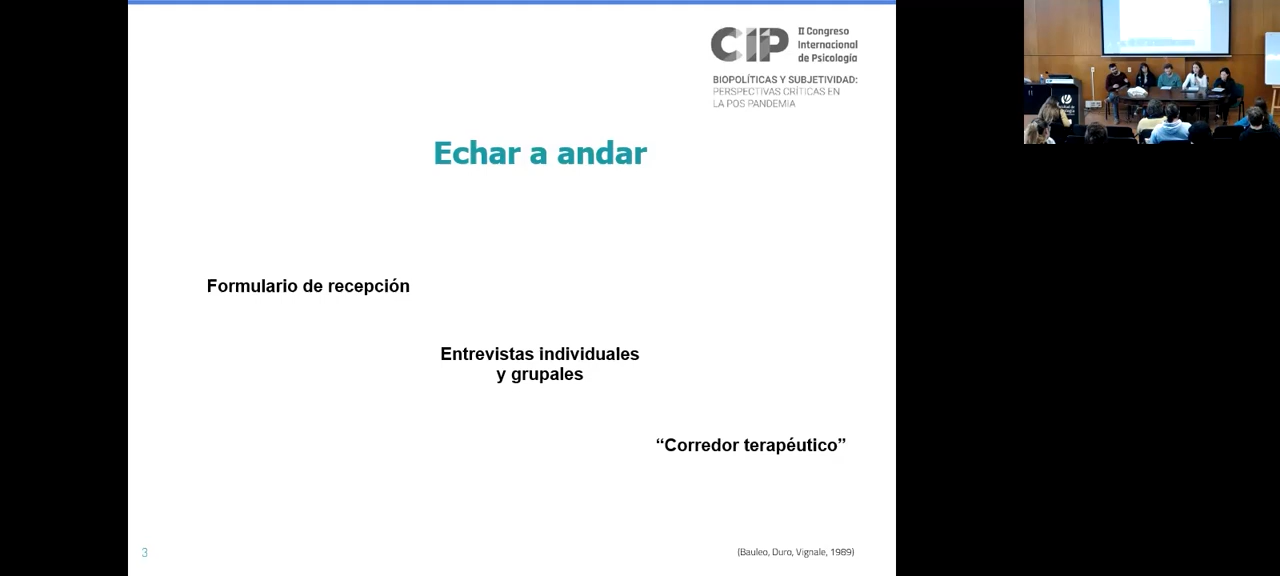 CIP
II Congreso
Internacional
de Psicología
BIOPOLÍTICAS Y SUBJETIVIDAD:
PERSPECTIVAS CRÍTICAS EN
LA POS PANDEMIA
Echar a andar
Formulario de recepción
Entrevistas individuales
y grupales
“Corredor terapéutico”
3
(Bauleo, Duro, Vignale, 1989)